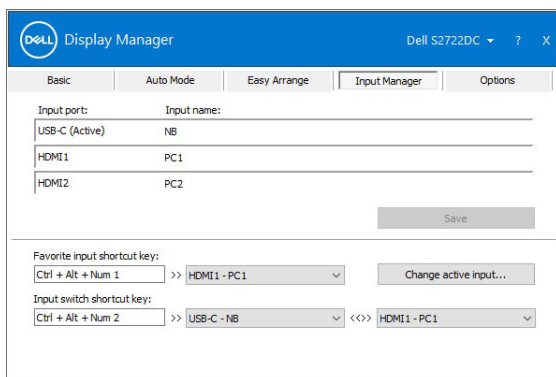 DELL Display Manager Dell S2722DC ? X
Basic Auto Mode Easy Arrange Input Manager Options
Input port: Input name:
USB-C (Active) NB
HDMI1 PC1
HDMI2 PC2
Save
Favorite input shortcut key:
Ctrl + Alt + Num 1 >> HDMI1 - PC1 Change active input...
Input switch shortcut key:
Ctrl + Alt + Num 2 >> USB-C - NB <<>> HDMI1 - PC1